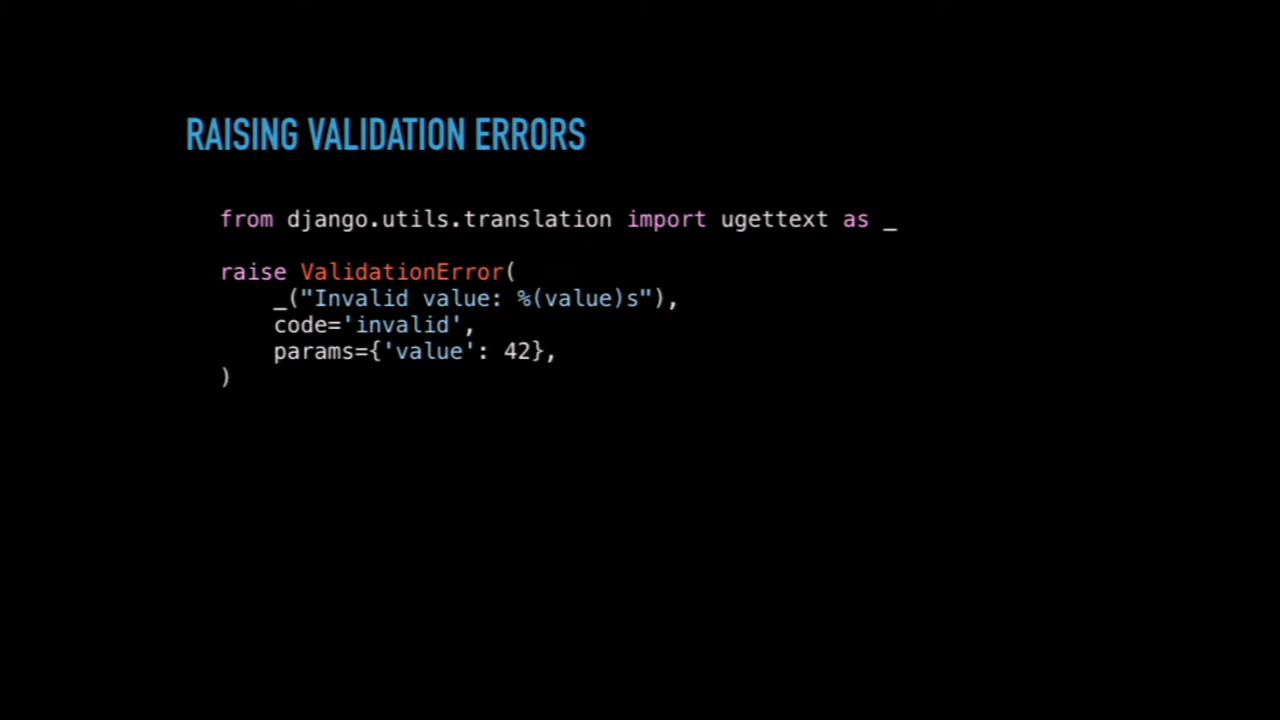 RAISING VALIDATION ERRORS
from django.utils.translation import ugettext as _
raise ValidationError(
    _("Invalid value: %(value)s"),
    code='invalid',
    params={'value': 42},
)